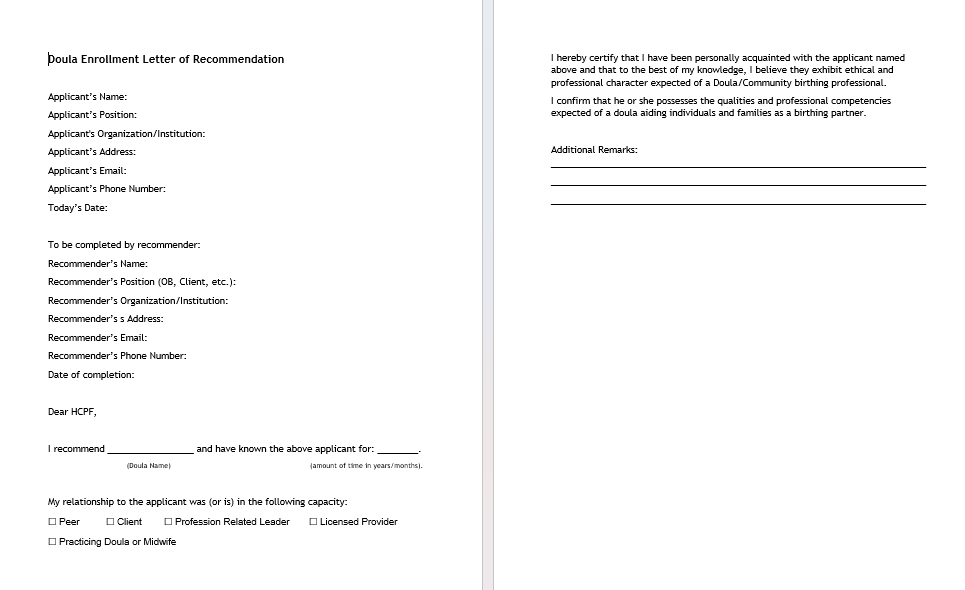 Doula Enrollment Letter of Recommendation
Applicant's Name:
Applicant's Position:
Applicant's Organization/Institution:
Applicant's Address:
Applicant's Email:
Applicant's Phone Number:
Today's Date:
To be completed by recommender:
Recommender's Name:
Recommender's Position (OB, Client, etc.):
Recommender's Organization/Institution:
Recommender's s Address:
Recommender's Email:
Recommender's Phone Number:
Date of completion:
Dear HCPF,
I recommend ________________ and have known the above applicant for: ________.
(Doula Name) (amount of time in years/months).
My relationship to the applicant was (or is) in the following capacity:
☐ Peer ☐ Client ☐ Profession Related Leader ☐ Licensed Provider
☐ Practicing Doula or Midwife
I hereby certify that I have been personally acquainted with the applicant named
above and that to the best of my knowledge, I believe they exhibit ethical and
professional character expected of a Doula/Community birthing professional.
I confirm that he or she possesses the qualities and professional competencies
expected of a doula aiding individuals and families as a birthing partner.
Additional Remarks: